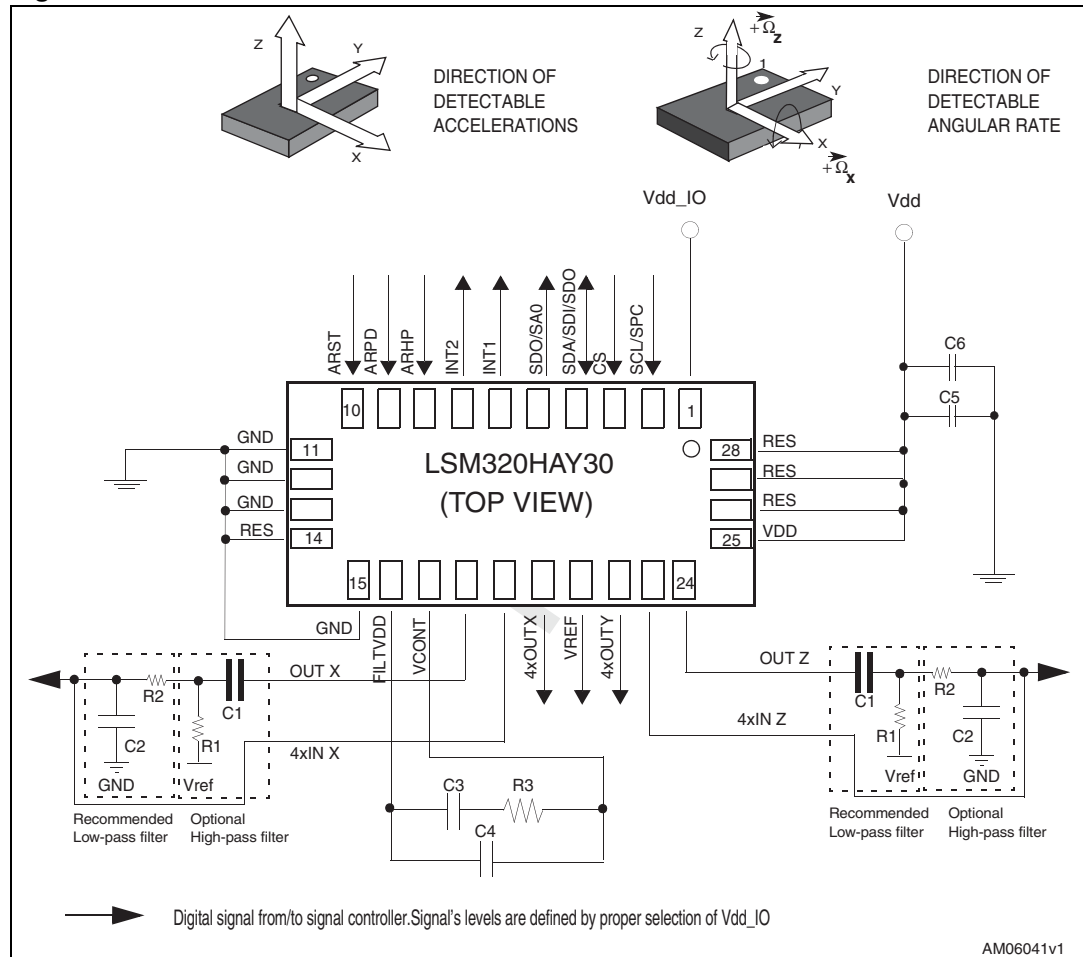 Z
Y
X
DIRECTION OF
DETECTABLE
ACCELERATIONS
Z
+Ω
z
1
Y
X
+Ω
x
DIRECTION OF
DETECTABLE
ANGULAR RATE
Vdd_IO
Vdd
ARST
ARPD
ARHP
INT2
INT1
SDO/SA0
SDA/SDI/SDO
CS
SCL/SPC
C6
C5
10
1
GND
11
GND
GND
RES
14
LSM320HAY30
(TOP VIEW)
28
RES
RES
RES
25
VDD
15
24
GND
FILTVDD
VCONT
4xOUTX
VREF
4xOUTY
OUT X
R2
C1
C2
R1
4xIN X
GND
Vref
Recommended
Low-pass filter
Optional
High-pass filter
C3
R3
C4
OUT Z
C1
R2
4xIN Z
R1
C2
Vref
GND
Recommended
Low-pass filter
Optional
High-pass filter
Digital signal from/to signal controller.Signal's levels are defined by proper selection of Vdd_IO
AM06041v1